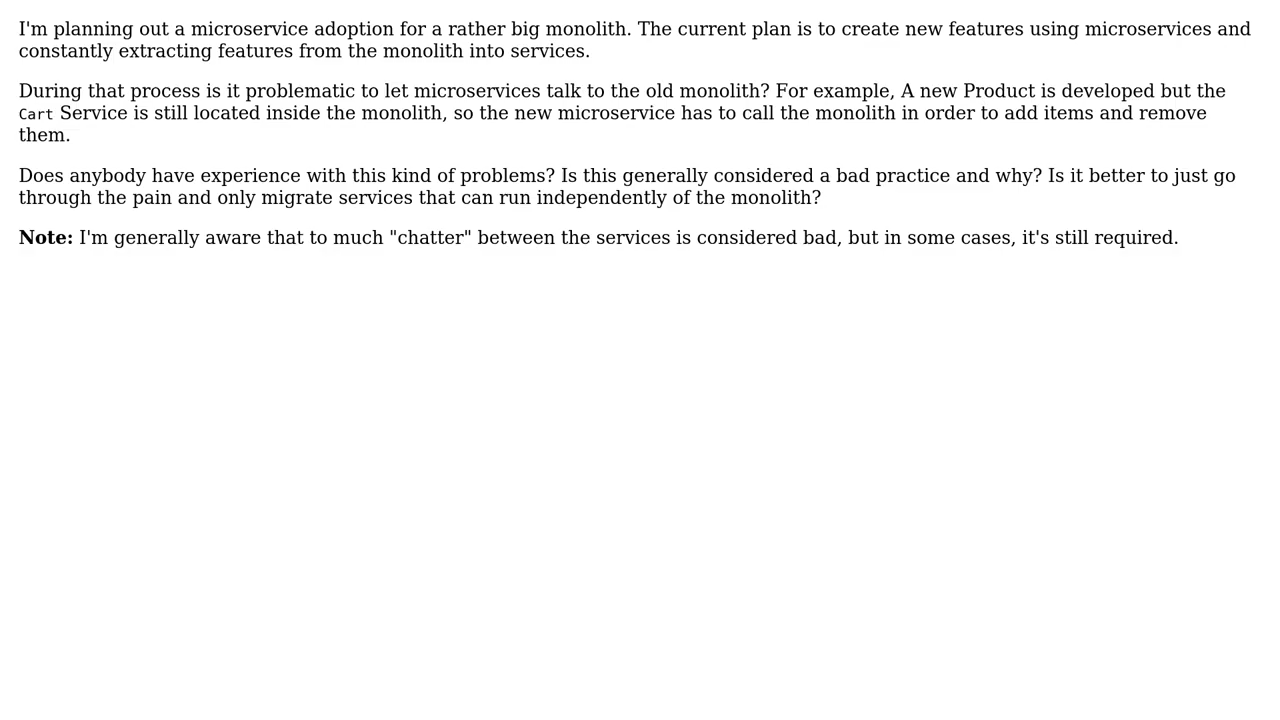 I'm planning out a microservice adoption for a rather big monolith. The current plan is to create new features using microservices and
constantly extracting features from the monolith into services.
During that process is it problematic to let microservices talk to the old monolith? For example, A new Product is developed but the
Cart Service is still located inside the monolith, so the new microservice has to call the monolith in order to add items and remove
them.
Does anybody have experience with this kind of problems? Is this generally considered a bad practice and why? Is it better to just go
through the pain and only migrate services that can run independently of the monolith?
Note: I'm generally aware that to much "chatter" between the services is considered bad, but in some cases, it's still required.